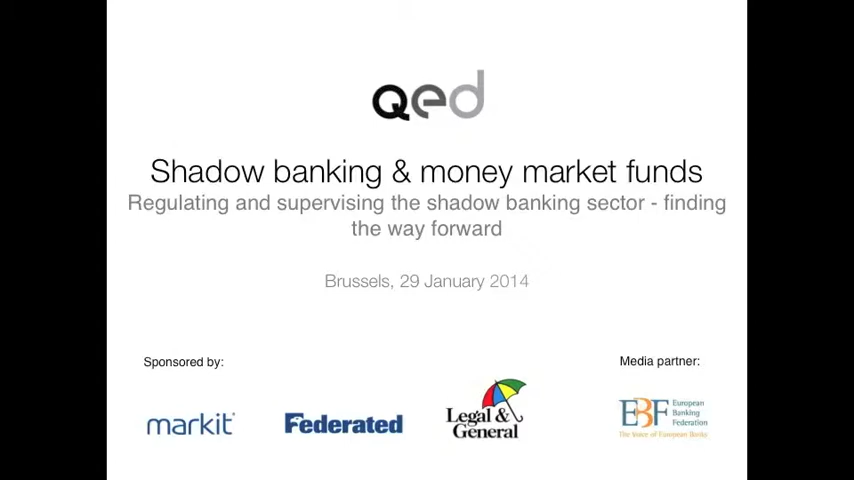 qed
Shadow banking & money market funds
Regulating and supervising the shadow banking sector - finding
the way forward
Brussels, 29 January 2014
Sponsored by:
Media partner:
markit
Federated
Legal &
General
EBF
European
Banking
Federation
The Voice of European Banks